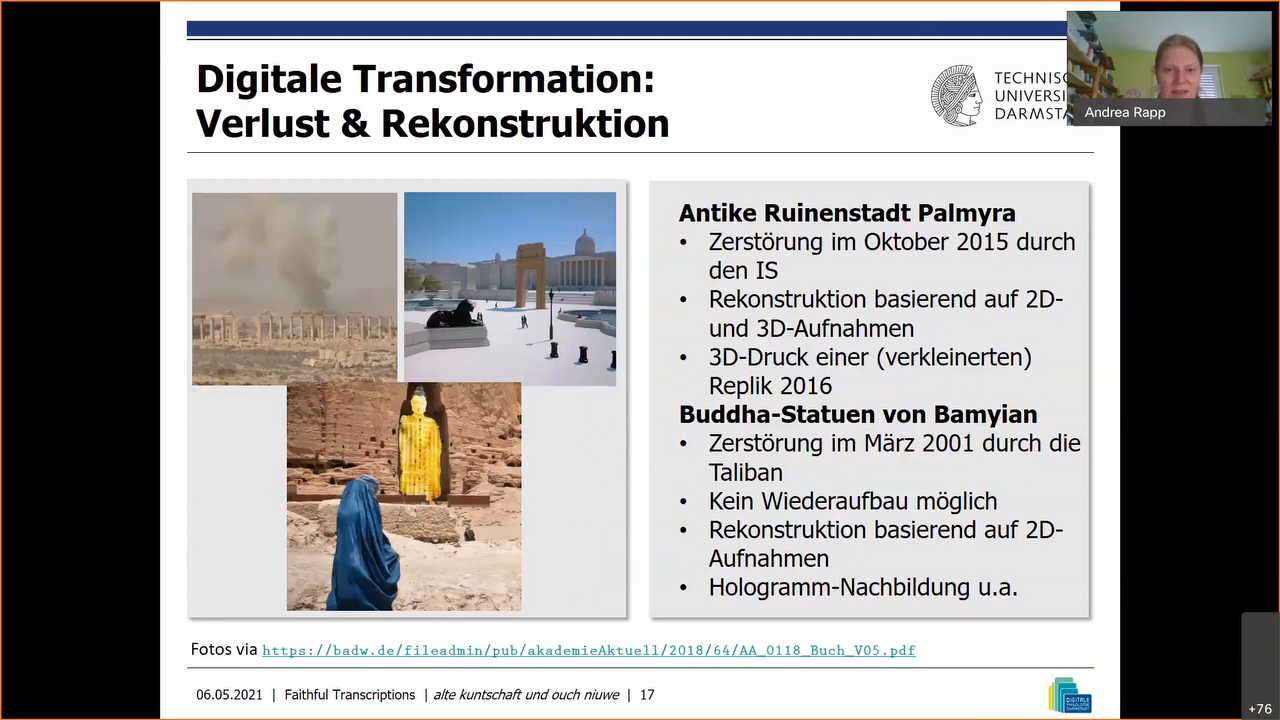 Digitale Transformation:
Verlust & Rekonstruktion
TECHNISC
UNIVERSI
DARMSTA
Andrea Rapp
Antike Ruinenstadt Palmyra
• Zerstörung im Oktober 2015 durch
den IS
• Rekonstruktion basierend auf 2D-
und 3D-Aufnahmen
• 3D-Druck einer (verkleinerten)
Replik 2016
Buddha-Statuen von Bamyian
• Zerstörung im März 2001 durch die
Taliban
• Kein Wiederaufbau möglich
• Rekonstruktion basierend auf 2D-
Aufnahmen
• Hologramm-Nachbildung u.a.
Fotos via https://badw.de/fileadmin/pub/akademieAktuell/2018/64/AA_0118_Buch_V05.pdf
06.05.2021 | Faithful Transcriptions | alte kuntschaft und ouch niuwe | 17
DIGITALE
PHILOLOGIE
DARMSTADT
+76